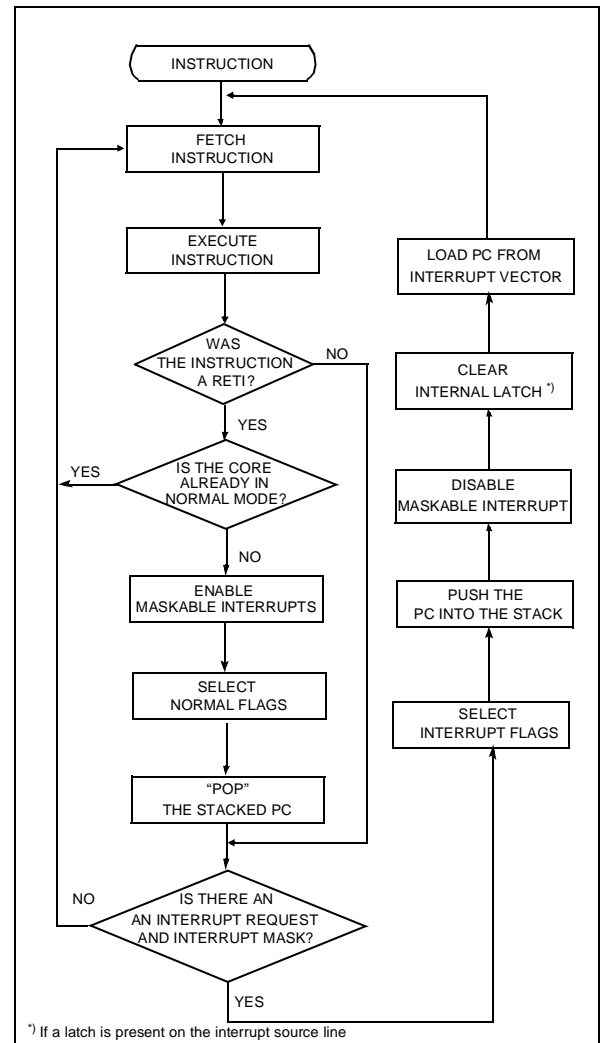 INSTRUCTION
FETCH
INSTRUCTION
EXECUTE
INSTRUCTION
WAS
THE INSTRUCTION
A RETI?
NO
YES
IS THE CORE
ALREADY IN
NORMAL MODE?
YES
NO
ENABLE
MASKABLE INTERRUPTS
SELECT
NORMAL FLAGS
“POP”
THE STACKED PC
IS THERE AN
AN INTERRUPT REQUEST
AND INTERRUPT MASK?
NO
YES
SELECT
INTERRUPT FLAGS
PUSH THE
PC INTO THE STACK
DISABLE
MASKABLE INTERRUPT
CLEAR
INTERNAL LATCH *)
LOAD PC FROM
INTERRUPT VECTOR
*) If a latch is present on the interrupt source line